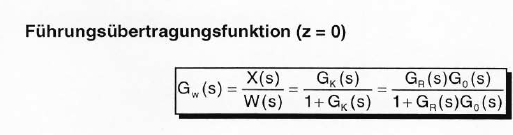 Führungsübertragungsfunktion (z = 0)
G_w(s) = X(s)/W(s) = G_K(s)/(1+G_K(s)) = G_R(s)G_0(s)/(1+G_R(s)G_0(s))